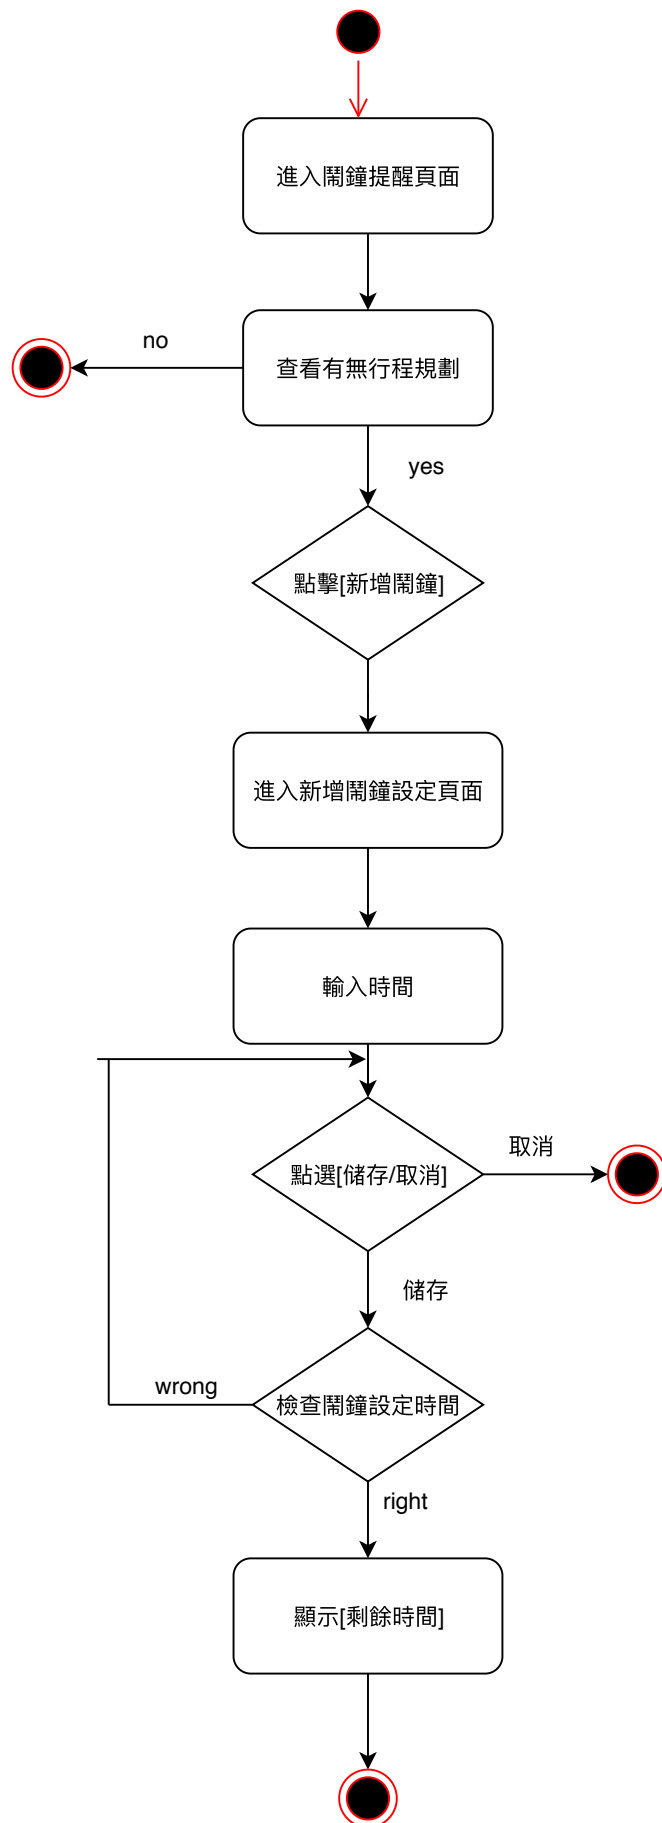 進入鬧鐘提醒頁面
no
查看有無行程規劃
yes
點擊[新增鬧鐘]
進入新增鬧鐘設定頁面
輸入時間
取消
點選[储存/取消]
储存
wrong
檢查鬧鐘設定時間
right
顯示[剩餘時間]